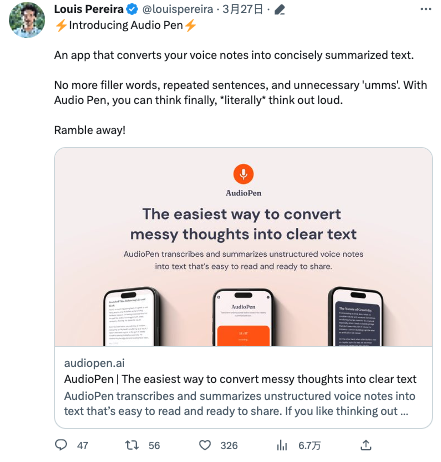 Louis Pereira @louispereira · 3月27日 ·
⚡Introducing Audio Pen⚡
An app that converts your voice notes into concisely summarized text.
No more filler words, repeated sentences, and unnecessary 'umms'. With
Audio Pen, you can think finally, *literally* think out loud.
Ramble away!
AudioPen
The easiest way to convert
messy thoughts into clear text
AudioPen transcribes and summarizes unstructured voice notes
into text that's easy to read and ready to share.
AudioPen
audiopen.ai
AudioPen | The easiest way to convert messy thoughts into clear text
AudioPen transcribes and summarizes unstructured voice notes into
text that's easy to read and ready to share. If you like thinking out ...
47 56 326 6.7万